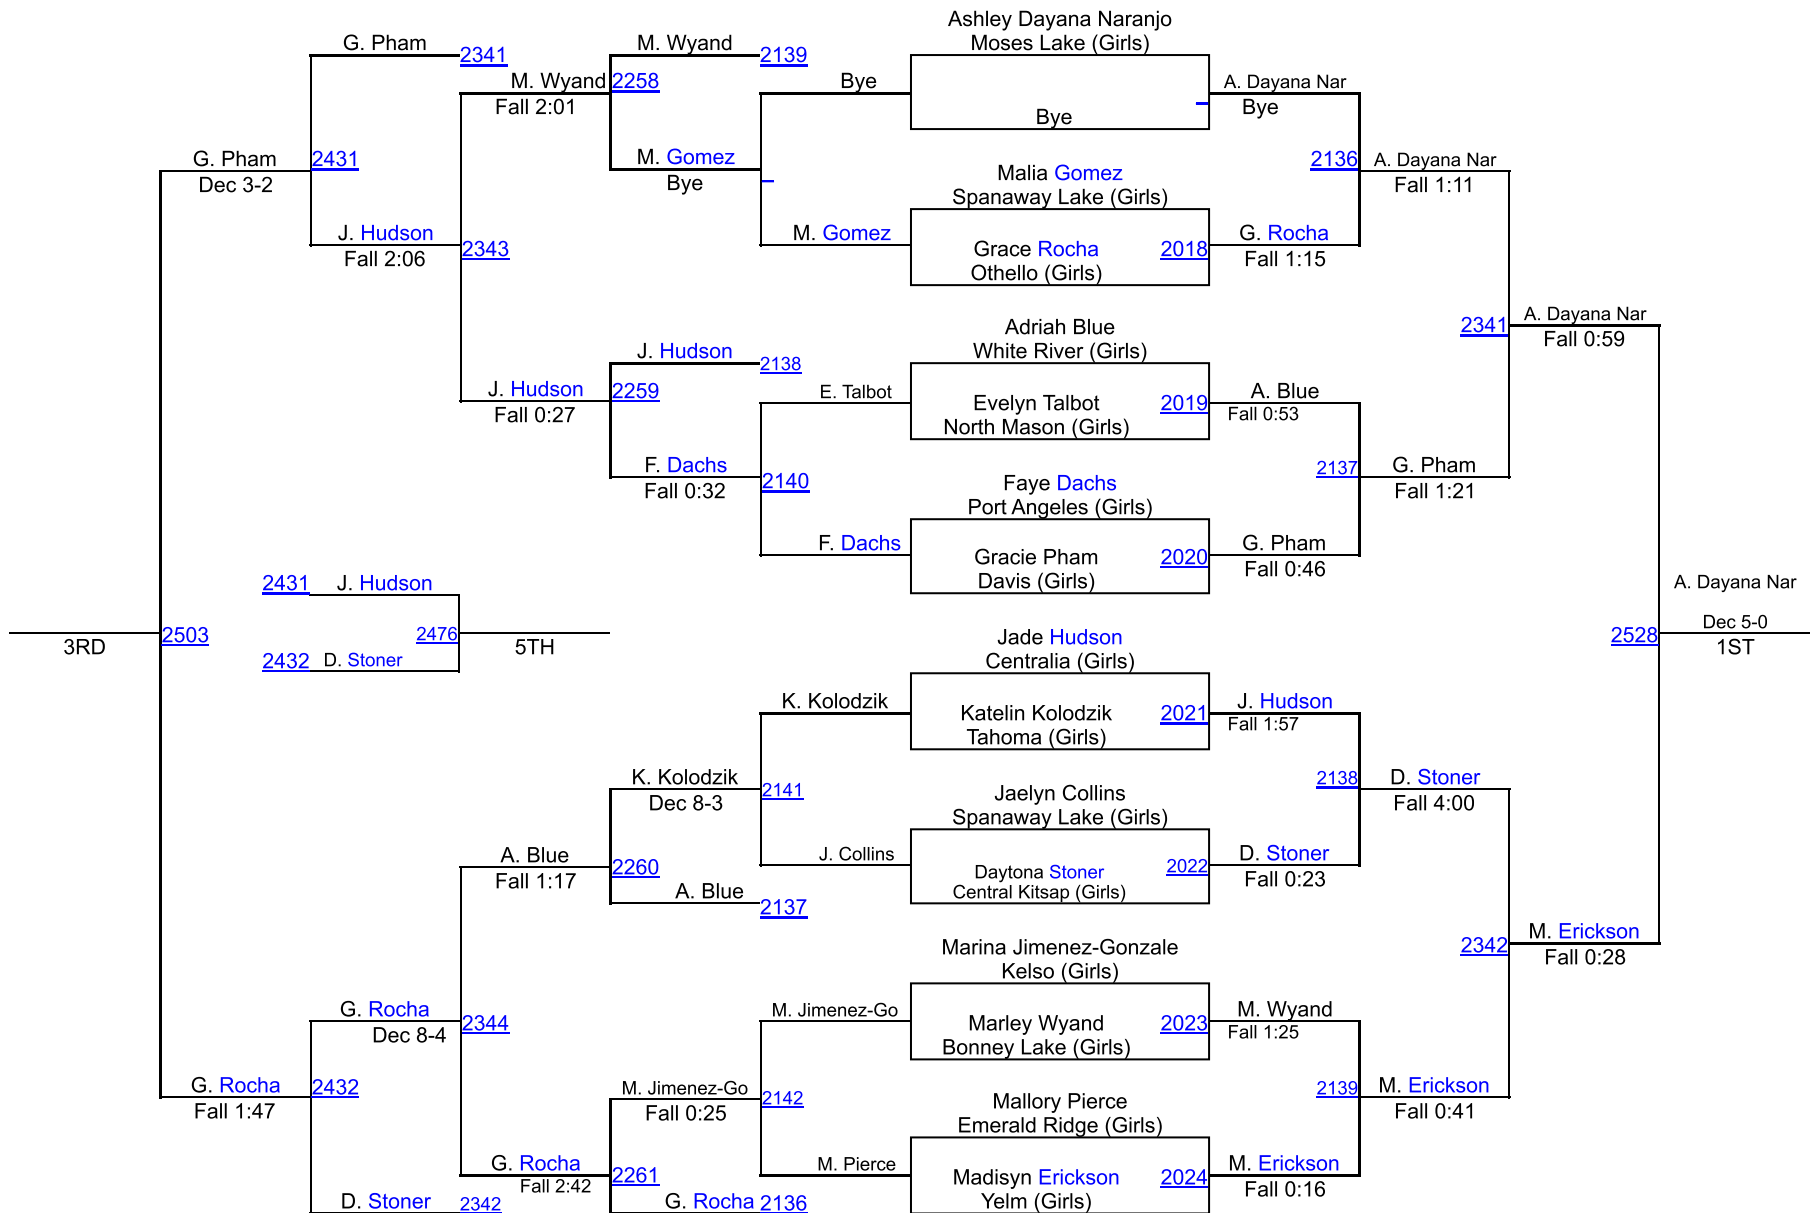 Ashley Dayana Naranjo
G. Pham
2341
M. Wyand
2139
Moses Lake (Girls)
M. Wyand
2258
Bye
A. Dayana Nar
Fall 2:01
Bye
Bye
G. Pham
2431
M. Gomez
2136
A. Dayana Nar
Dec 3-2
Bye
Malia Gomez
Fall 1:11
Spanaway Lake (Girls)
J. Hudson
2343
M. Gomez
Grace Rocha
2018
G. Rocha
Fall 2:06
Othello (Girls)
Fall 1:15
Adriah Blue
2341
A. Dayana Nar
J. Hudson
2138
White River (Girls)
Fall 0:59
J. Hudson
2259
E. Talbot
Evelyn Talbot
2019
A. Blue
Fall 0:27
North Mason (Girls)
Fall 0:53
F. Dachs
2140
2137
G. Pham
Fall 0:32
Faye Dachs
Fall 1:21
Port Angeles (Girls)
F. Dachs
Gracie Pham
2020
G. Pham
Davis (Girls)
Fall 0:46
2431
J. Hudson
A. Dayana Nar
3RD
2503
2476
5TH
Jade Hudson
2528
Dec 5-0
1ST
2432
D. Stoner
Centralia (Girls)
K. Kolodzik
Katelin Kolodzik
2021
J. Hudson
Tahoma (Girls)
Fall 1:57
K. Kolodzik
2141
2138
D. Stoner
Dec 8-3
Jaelyn Collins
Fall 4:00
Spanaway Lake (Girls)
A. Blue
2260
J. Collins
Daytona Stoner
2022
D. Stoner
Fall 1:17
Central Kitsap (Girls)
Fall 0:23
A. Blue
2137
Marina Jimenez-Gonzale
2342
M. Erickson
Kelso (Girls)
Fall 0:28
G. Rocha
2344
M. Jimenez-Go
Marley Wyand
2023
M. Wyand
Dec 8-4
Bonney Lake (Girls)
Fall 1:25
G. Rocha
2432
M. Jimenez-Go
2142
2139
M. Erickson
Fall 1:47
Fall 0:25
Mallory Pierce
Fall 0:41
Emerald Ridge (Girls)
G. Rocha
2261
M. Pierce
Madisyn Erickson
2024
M. Erickson
Fall 2:42
Yelm (Girls)
Fall 0:16
D. Stoner
2342
G. Rocha
2136